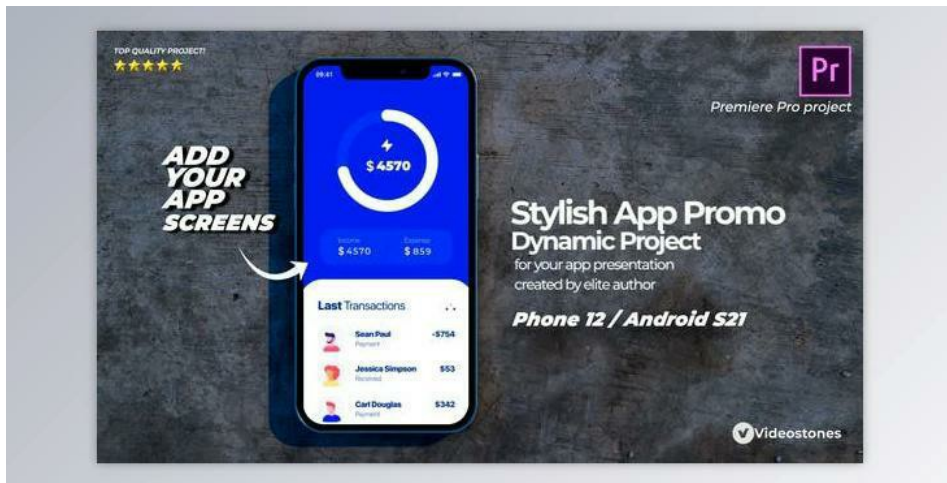 TOP QUALITY PROJECT!
ADD
YOUR
APP
SCREENS
09:41
$ 4570
Income
Expense
$ 4570
$ 859
Last Transactions
Sean Paul
-$754
Payment
Jessica Simpson
$53
Received
Carl Douglas
$342
Payment
Pr
Premiere Pro project
Stylish App Promo
Dynamic Project
for your app presentation
created by elite author
Phone 12 / Android S21
Videostones